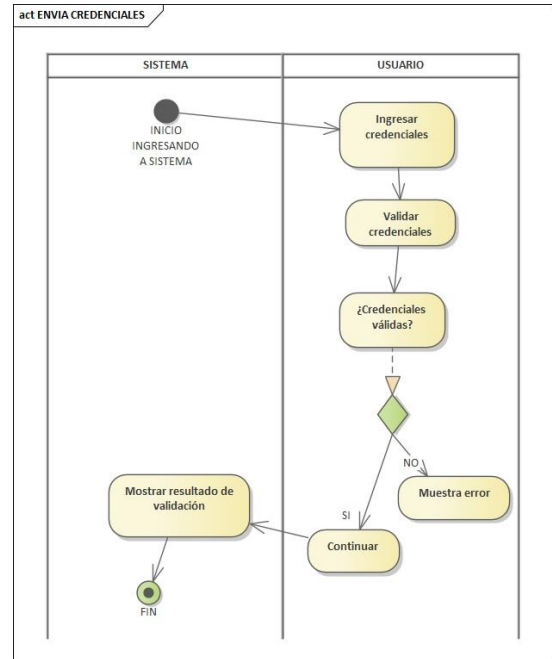 act ENVIA CREDENCIALES
SISTEMA
USUARIO
INICIO
INGRESANDO
A SISTEMA
Ingresar
credenciales
Validar
credenciales
¿Credenciales
válidas?
NO
Muestra error
SI
Continuar
Mostrar resultado de
validación
FIN